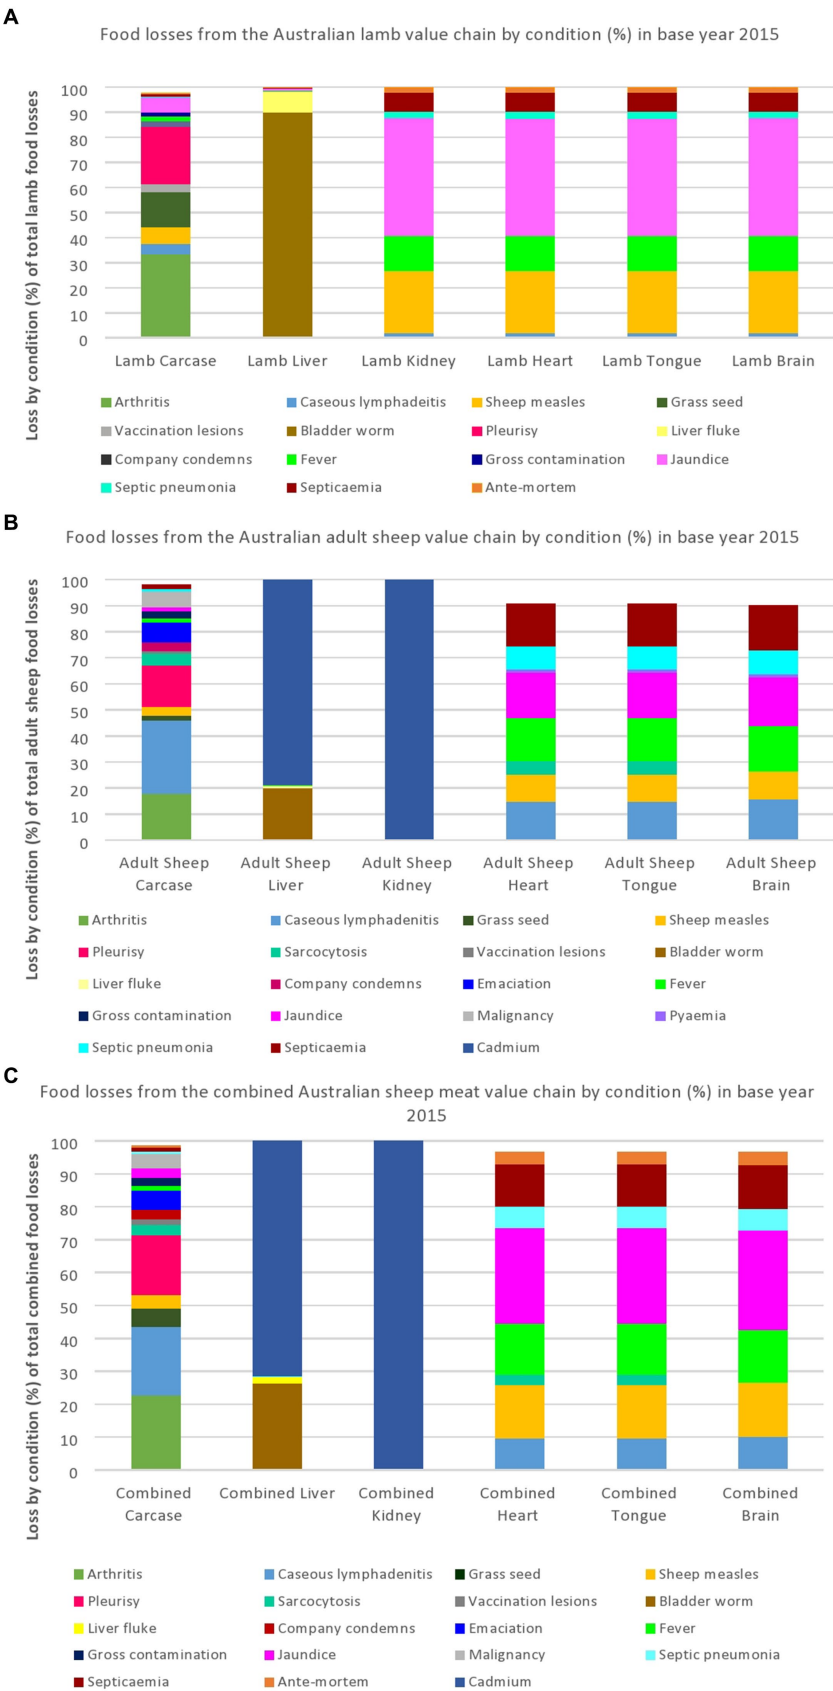 A
Food losses from the Australian lamb value chain by condition (%) in base year 2015
Loss by condition (%) of total lamb food losses
100
90
80
70
60
50
40
30
20
10
0
Lamb Carcase Lamb Liver Lamb Kidney Lamb Heart Lamb Tongue Lamb Brain
Arthritis Caseous lymphadeitis Sheep measles Grass seed
Vaccination lesions Bladder worm Pleurisy Liver fluke
Company condemns Fever Gross contamination Jaundice
Septic pneumonia Septicaemia Ante-mortem
B
Food losses from the Australian adult sheep value chain by condition (%) in base year 2015
Loss by condition (%) of total adult sheep food losses
100
90
80
70
60
50
40
30
20
10
0
Adult Sheep Adult Sheep Adult Sheep Adult Sheep Adult Sheep Adult Sheep
Carcase Liver Kidney Heart Tongue Brain
Arthritis Caseous lymphadenitis Grass seed Sheep measles
Pleurisy Sarcocytosis Vaccination lesions Bladder worm
Liver fluke Company condemns Emaciation Fever
Gross contamination Jaundice Malignancy Pyaemia
Septic pneumonia Septicaemia Cadmium
C
Food losses from the combined Australian sheep meat value chain by condition (%) in base year
2015
Loss by condition (%) of total combined food losses
100
90
80
70
60
50
40
30
20
10
0
Combined Combined Liver Combined Combined Combined Combined
Carcase Kidney Heart Tongue Brain
Arthritis Caseous lymphadenitis Grass seed Sheep measles
Pleurisy Sarcocytosis Vaccination lesions Bladder worm
Liver fluke Company condemns Emaciation Fever
Gross contamination Jaundice Malignancy Septic pneumonia
Septicaemia Ante-mortem Cadmium